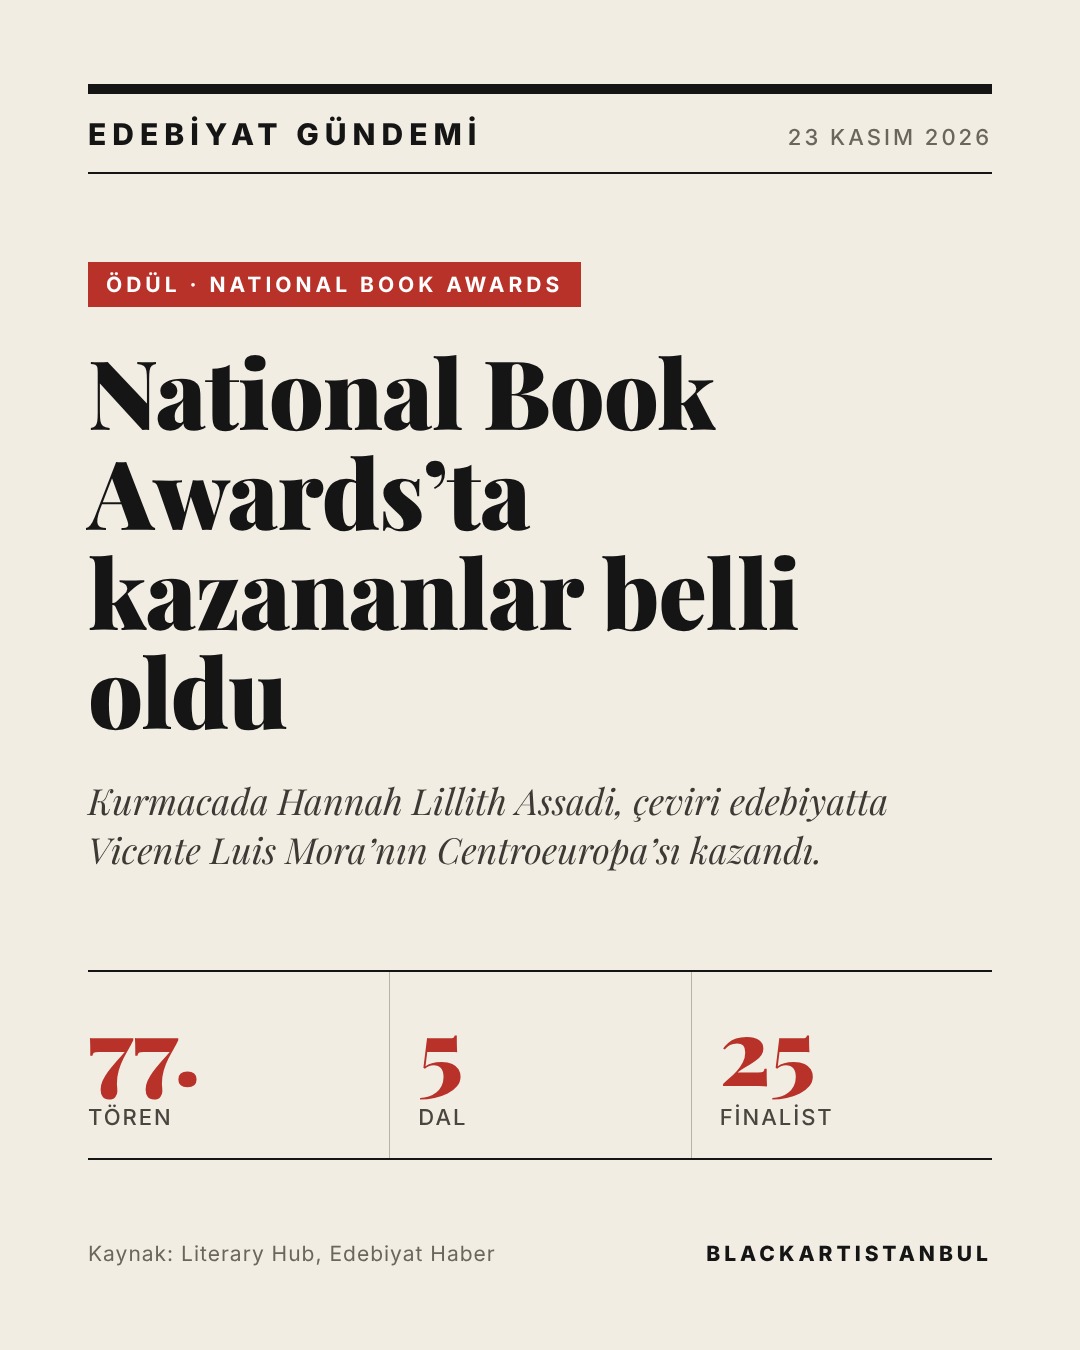 EDEBİYAT GÜNDEMİ
23 KASIM 2026
ÖDÜL · NATIONAL BOOK AWARDS
National Book
Awards’ta
kazananlar belli
oldu
Kurmacada Hannah Lillith Assadi, çeviri edebiyatta
Vicente Luis Mora’nın Centroeuropa’sı kazandı.
77.
TÖREN
5
DAL
25
FİNALİST
Kaynak: Literary Hub, Edebiyat Haber
BLACKARTISTANBUL